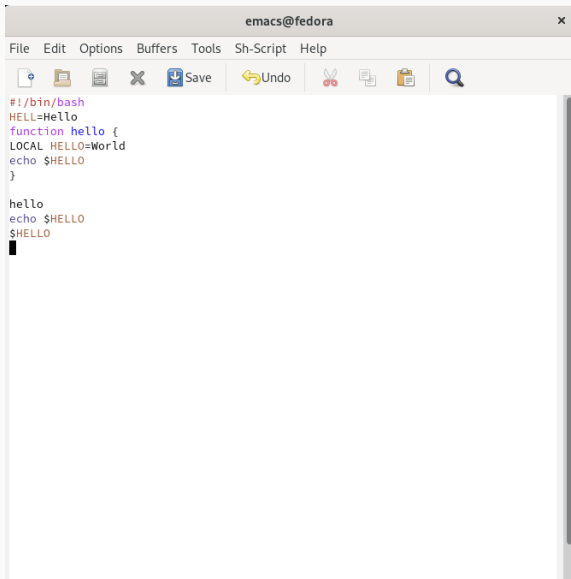 emacs@fedora ×
File Edit Options Buffers Tools Sh-Script Help
Save Undo
#!/bin/bash
HELL=Hello
function hello {
LOCAL HELLO=World
echo $HELLO
}
hello
echo $HELLO
$HELLO